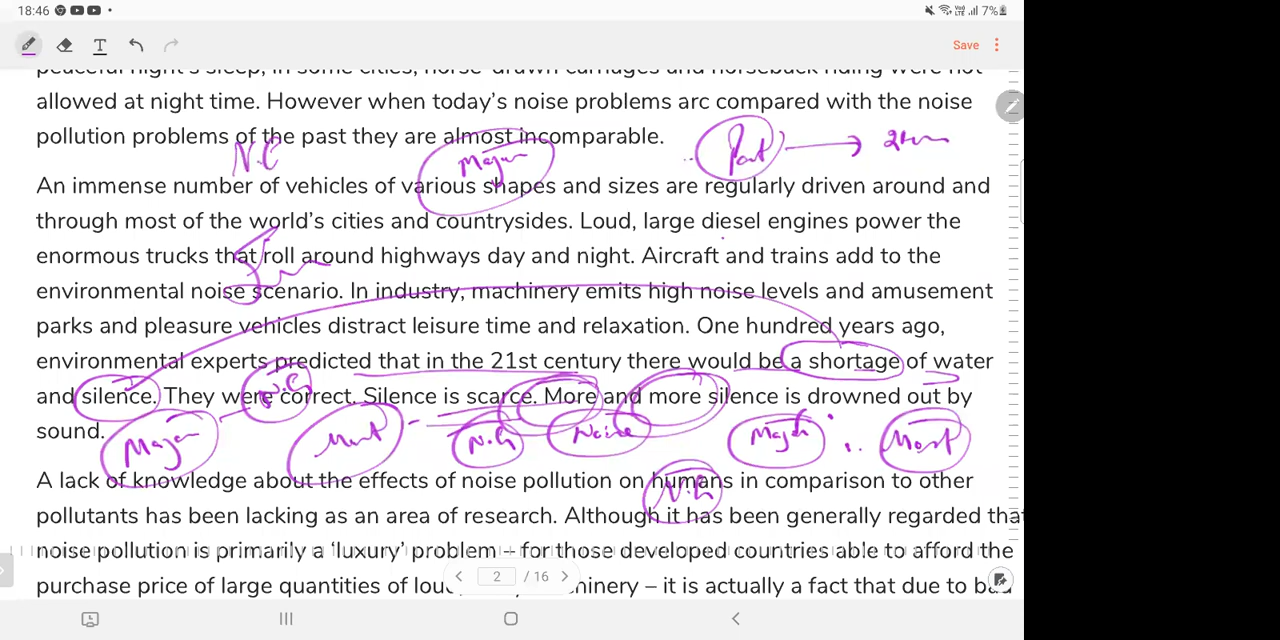 18:46
7%
Save
peaceful night's sleep, in some cities, horse-drawn carriages and horseback riding were not
allowed at night time. However when today's noise problems arc compared with the noise
pollution problems of the past they are almost incomparable.
An immense number of vehicles of various shapes and sizes are regularly driven around and
through most of the world's cities and countrysides. Loud, large diesel engines power the
enormous trucks that roll around highways day and night. Aircraft and trains add to the
environmental noise scenario. In industry, machinery emits high noise levels and amusement
parks and pleasure vehicles distract leisure time and relaxation. One hundred years ago,
environmental experts predicted that in the 21st century there would be a shortage of water
and silence. They were correct. Silence is scarce. More and more silence is drowned out by
sound.
Noise
A lack of knowledge about the effects of noise pollution on humans in comparison to other
pollutants has been lacking as an area of research. Although it has been generally regarded that
noise pollution is primarily a 'luxury' problem – for those developed countries able to afford the
purchase price of large quantities of – it is actually a fact that due to bad
2 / 16